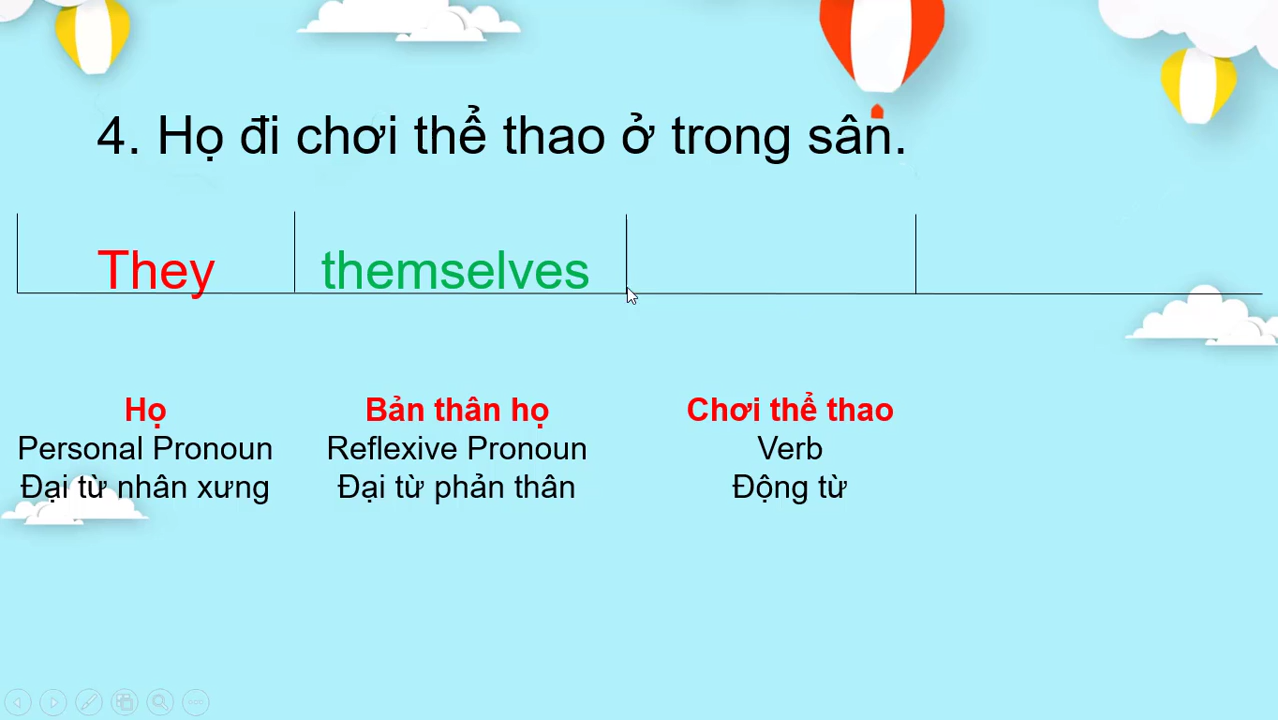 4. Họ đi chơi thể thao ở trong sân.
They themselves
Họ Bản thân họ Chơi thể thao
Personal Pronoun Reflexive Pronoun Verb
Đại từ nhân xưng Đại từ phản thân Động từ